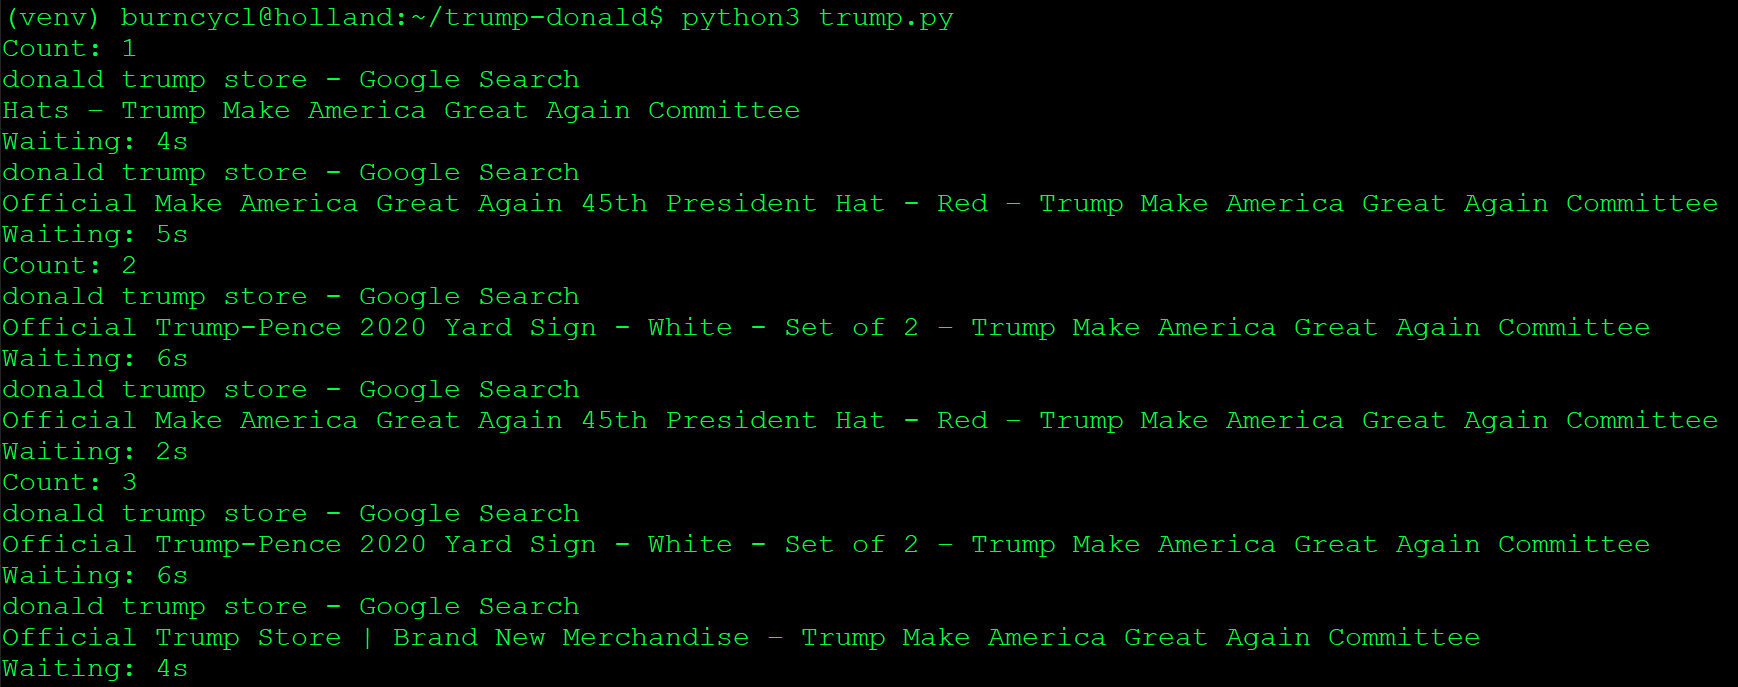 (venv) burncycl@holland:~/trump-donald$ python3 trump.py
Count: 1
donald trump store - Google Search
Hats – Trump Make America Great Again Committee
Waiting: 4s
donald trump store - Google Search
Official Make America Great Again 45th President Hat - Red – Trump Make America Great Again Committee
Waiting: 5s
Count: 2
donald trump store - Google Search
Official Trump-Pence 2020 Yard Sign - White - Set of 2 – Trump Make America Great Again Committee
Waiting: 6s
donald trump store - Google Search
Official Make America Great Again 45th President Hat - Red – Trump Make America Great Again Committee
Waiting: 2s
Count: 3
donald trump store - Google Search
Official Trump-Pence 2020 Yard Sign - White - Set of 2 – Trump Make America Great Again Committee
Waiting: 6s
donald trump store - Google Search
Official Trump Store | Brand New Merchandise – Trump Make America Great Again Committee
Waiting: 4s